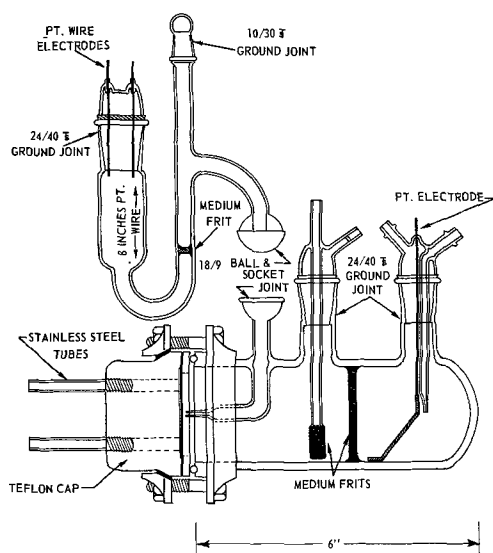 PT. WIRE
ELECTRODES
10/30 ⦿ 
GROUND JOINT
24/40 ⦿
GROUND JOINT
8 INCHES PT.
WIRE
MEDIUM
FRIT
18/9
BALL &
SOCKET
JOINT
PT. ELECTRODE
24/40 ⦿
GROUND
JOINT
STAINLESS STEEL
TUBES
TEFLON CAP
MEDIUM FRITS
6"